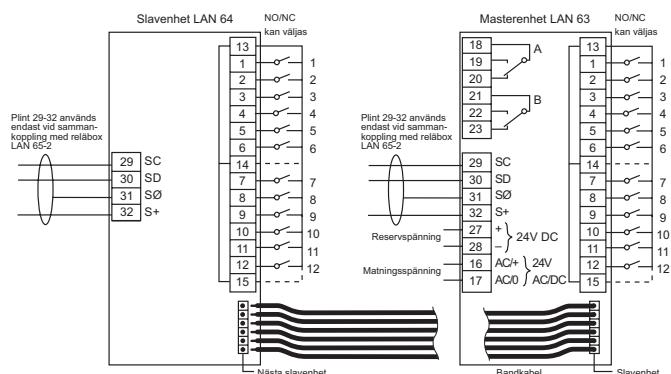 Slavenhet LAN 64
NO/NC
kan väljas
13
1
2
3
4
5
6
14
7
8
9
10
11
12
15
1
2
3
4
5
6
7
8
9
10
11
12
Plint 29-32 används
endast vid samman-
koppling med reläbox
LAN 65-2
29 SC
30 SD
31 SØ
32 S+
Nästa slavenhet
Masterenhet LAN 63
NO/NC
kan väljas
18
19
20
A
21
22
23
B
Plint 29-32 används
endast vid samman-
koppling med reläbox
LAN 65-2
29 SC
30 SD
31 SØ
32 S+
Reservspänning
27 +
28 –
24V DC
Matningsspänning
16 AC/+
17 AC/0
24V
AC/DC
13
1
2
3
4
5
6
14
7
8
9
10
11
12
15
1
2
3
4
5
6
7
8
9
10
11
12
Bandkabel
Slavenhet